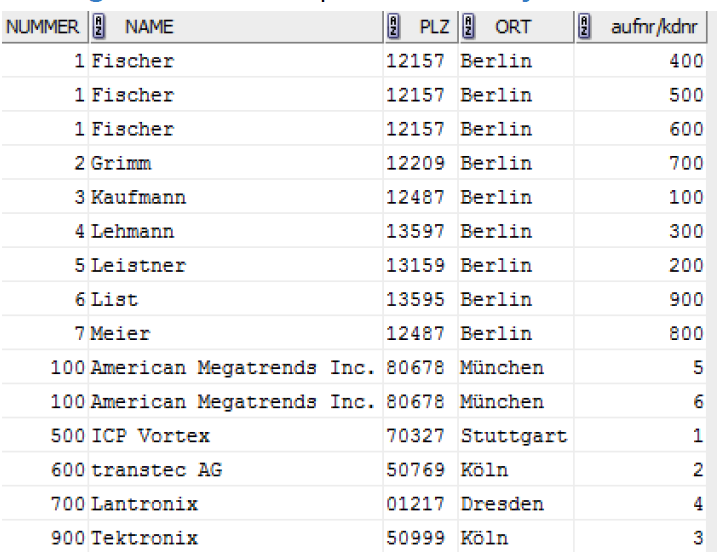 NUMMER NAME PLZ ORT aufnr/kdnr
1 Fischer 12157 Berlin 400
1 Fischer 12157 Berlin 500
1 Fischer 12157 Berlin 600
2 Grimm 12209 Berlin 700
3 Kaufmann 12487 Berlin 100
4 Lehmann 13597 Berlin 300
5 Leistner 13159 Berlin 200
6 List 13595 Berlin 900
7 Meier 12487 Berlin 800
100 American Megatrends Inc. 80678 München 5
100 American Megatrends Inc. 80678 München 6
500 ICP Vortex 70327 Stuttgart 1
600 transtec AG 50769 Köln 2
700 Lantronix 01217 Dresden 4
900 Tektronix 50999 Köln 3